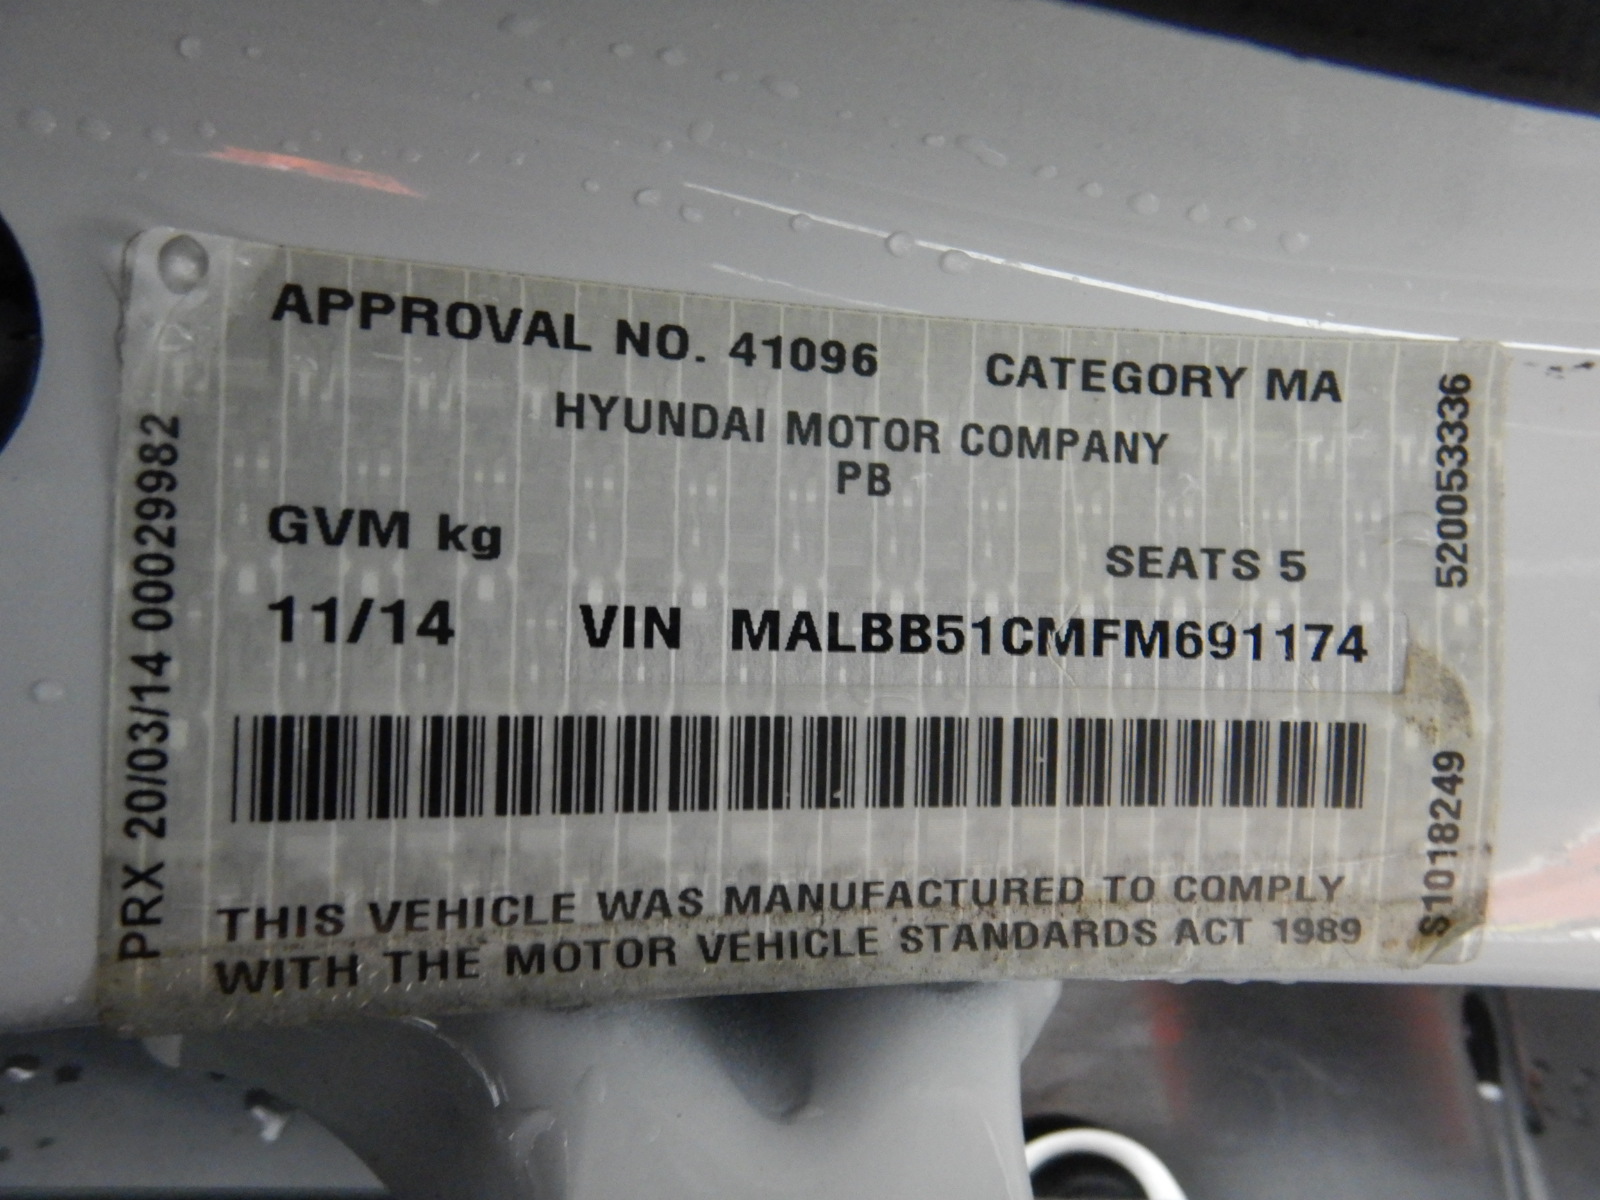 APPROVAL NO. 41096 CATEGORY MA
HYUNDAI MOTOR COMPANY
PB
GVM kg SEATS 5
11/14 VIN MALBB51CMFM691174
THIS VEHICLE WAS MANUFACTURED TO COMPLY
WITH THE MOTOR VEHICLE STANDARDS ACT 1989
PRX 20/03/14 00029982
520053336
S1018249